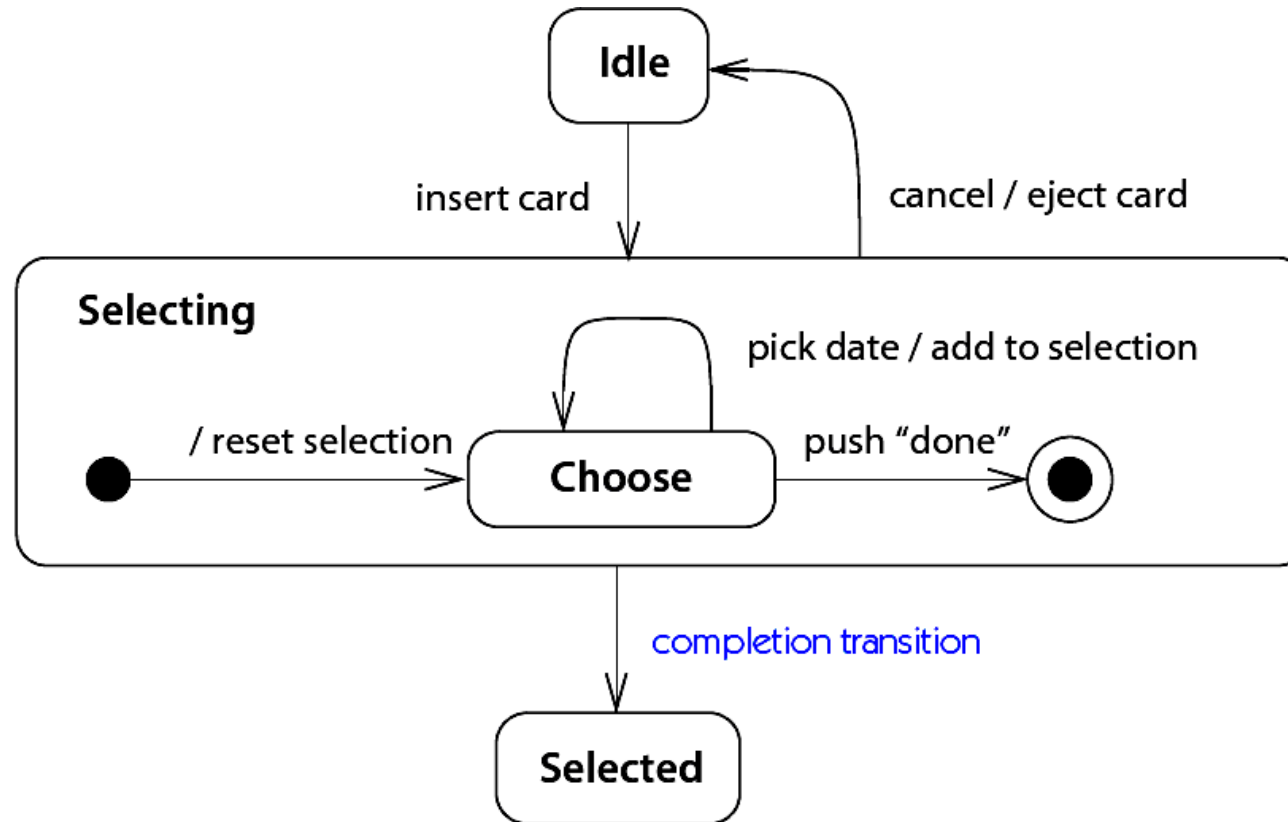 Idle
insert card
cancel / eject card
Selecting
pick date / add to selection
/ reset selection
push “done”
Choose
completion transition
Selected